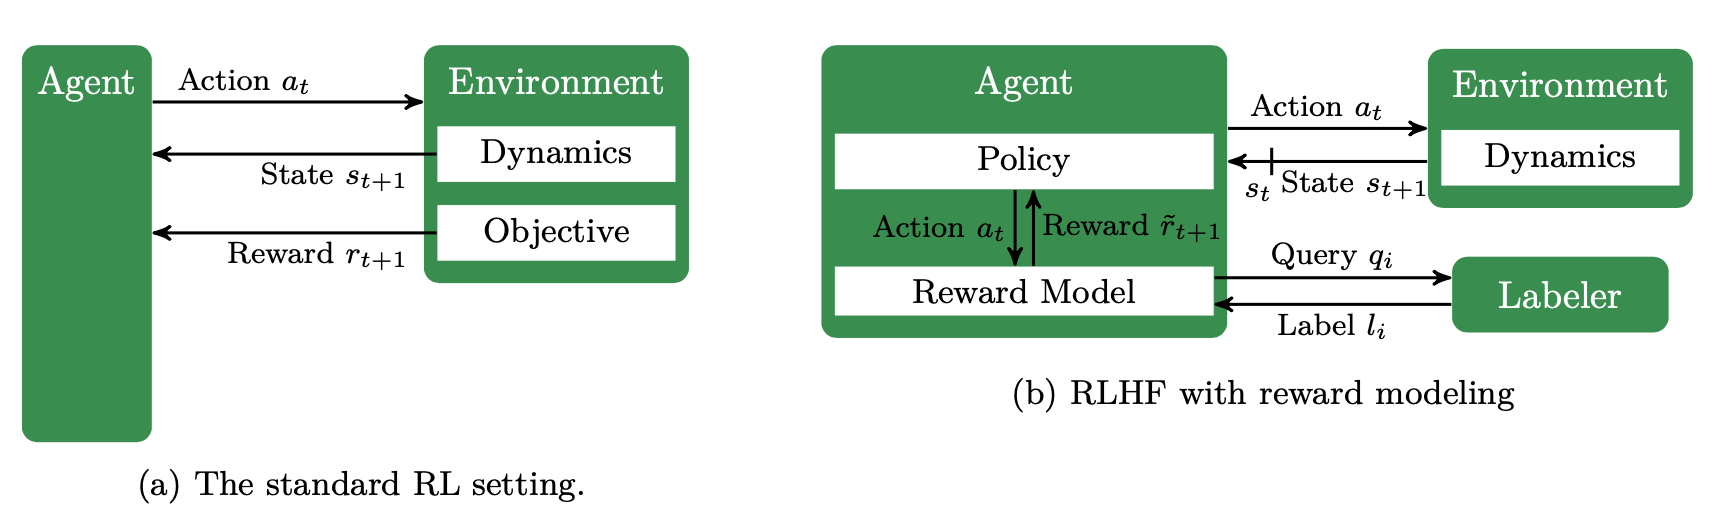 Agent
Action a_t
Environment
Dynamics
State s_{t+1}
Objective
Reward r_{t+1}
(a) The standard RL setting.
Agent
Policy
Action a_t
Reward r̃_{t+1}
Reward Model
Action a_t
Environment
Dynamics
s_t State s_{t+1}
Query q_i
Labeler
Label l_i
(b) RLHF with reward modeling